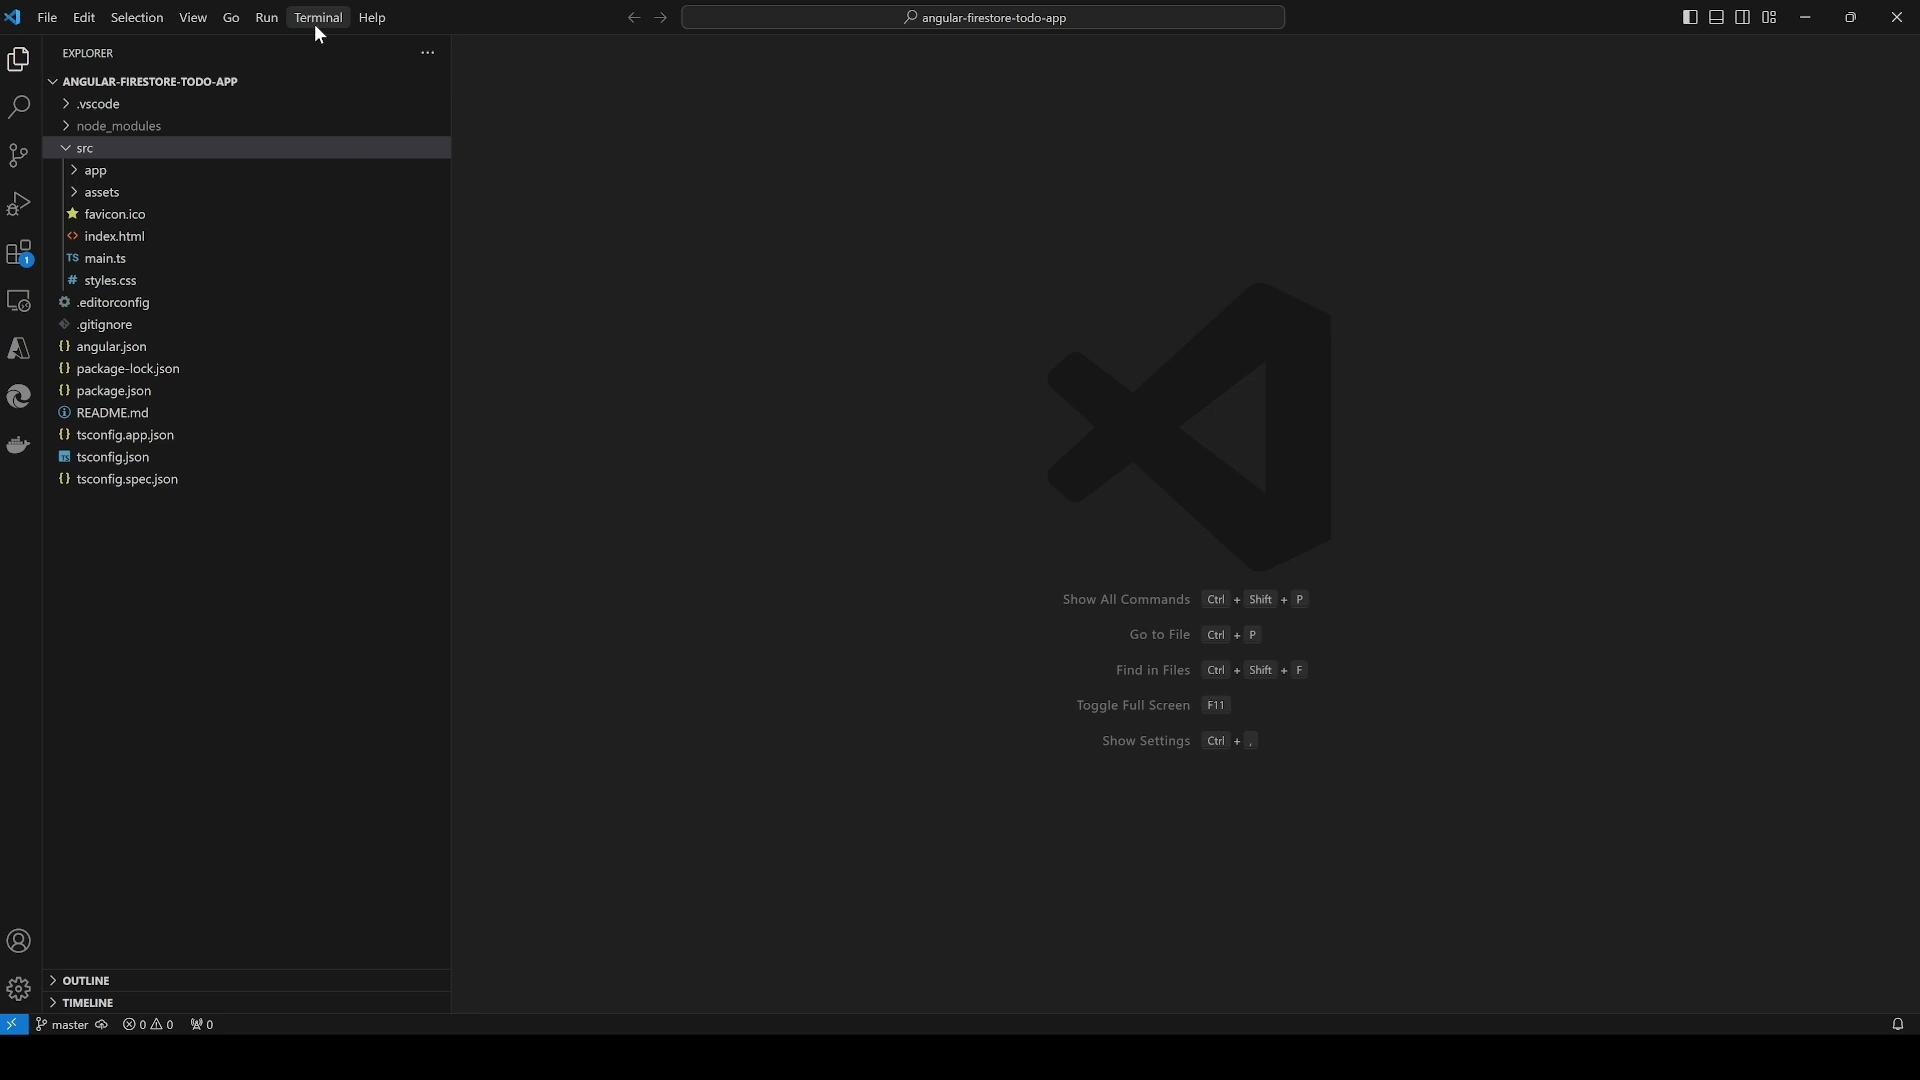 File Edit Selection View Go Run Terminal Help
angular-firestore-todo-app
EXPLORER
ANGULAR-FIRESTORE-TODO-APP
.vscode
node_modules
src
app
assets
favicon.ico
index.html
TS main.ts
# styles.css
.editorconfig
.gitignore
{} angular.json
{} package-lock.json
{} package.json
README.md
{} tsconfig.app.json
TS tsconfig.json
{} tsconfig.spec.json
1
Show All Commands Ctrl + Shift + P
Go to File Ctrl + P
Find in Files Ctrl + Shift + F
Toggle Full Screen F11
Show Settings Ctrl + ,
OUTLINE
TIMELINE
master 0 0 0